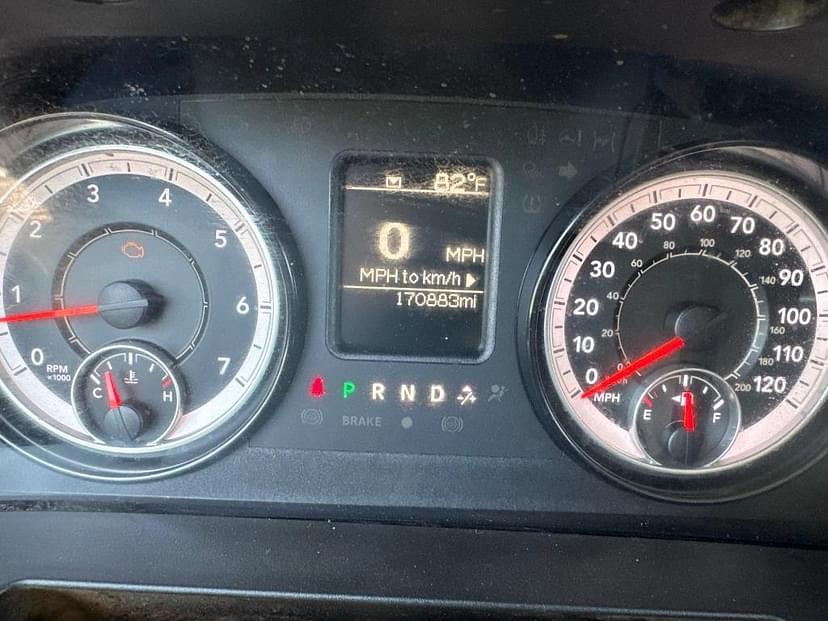 82°F
0 MPH
MPH to km/h
170883mi
0 1 2 3 4 5 6 7
RPM
x1000
C H
P R N D
BRAKE
0 10 20 30 40 50 60 70 80 90 100 110 120
MPH
20 40 60 80 100 120 140 160 180 200
E F